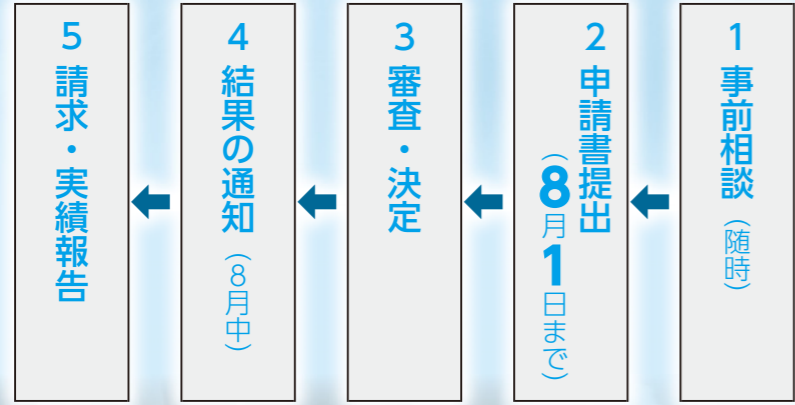 1 事前相談（随時）
2 申請書提出
（8月1日まで）
3 審査・決定
4 結果の通知（8月中）
5 請求・実績報告